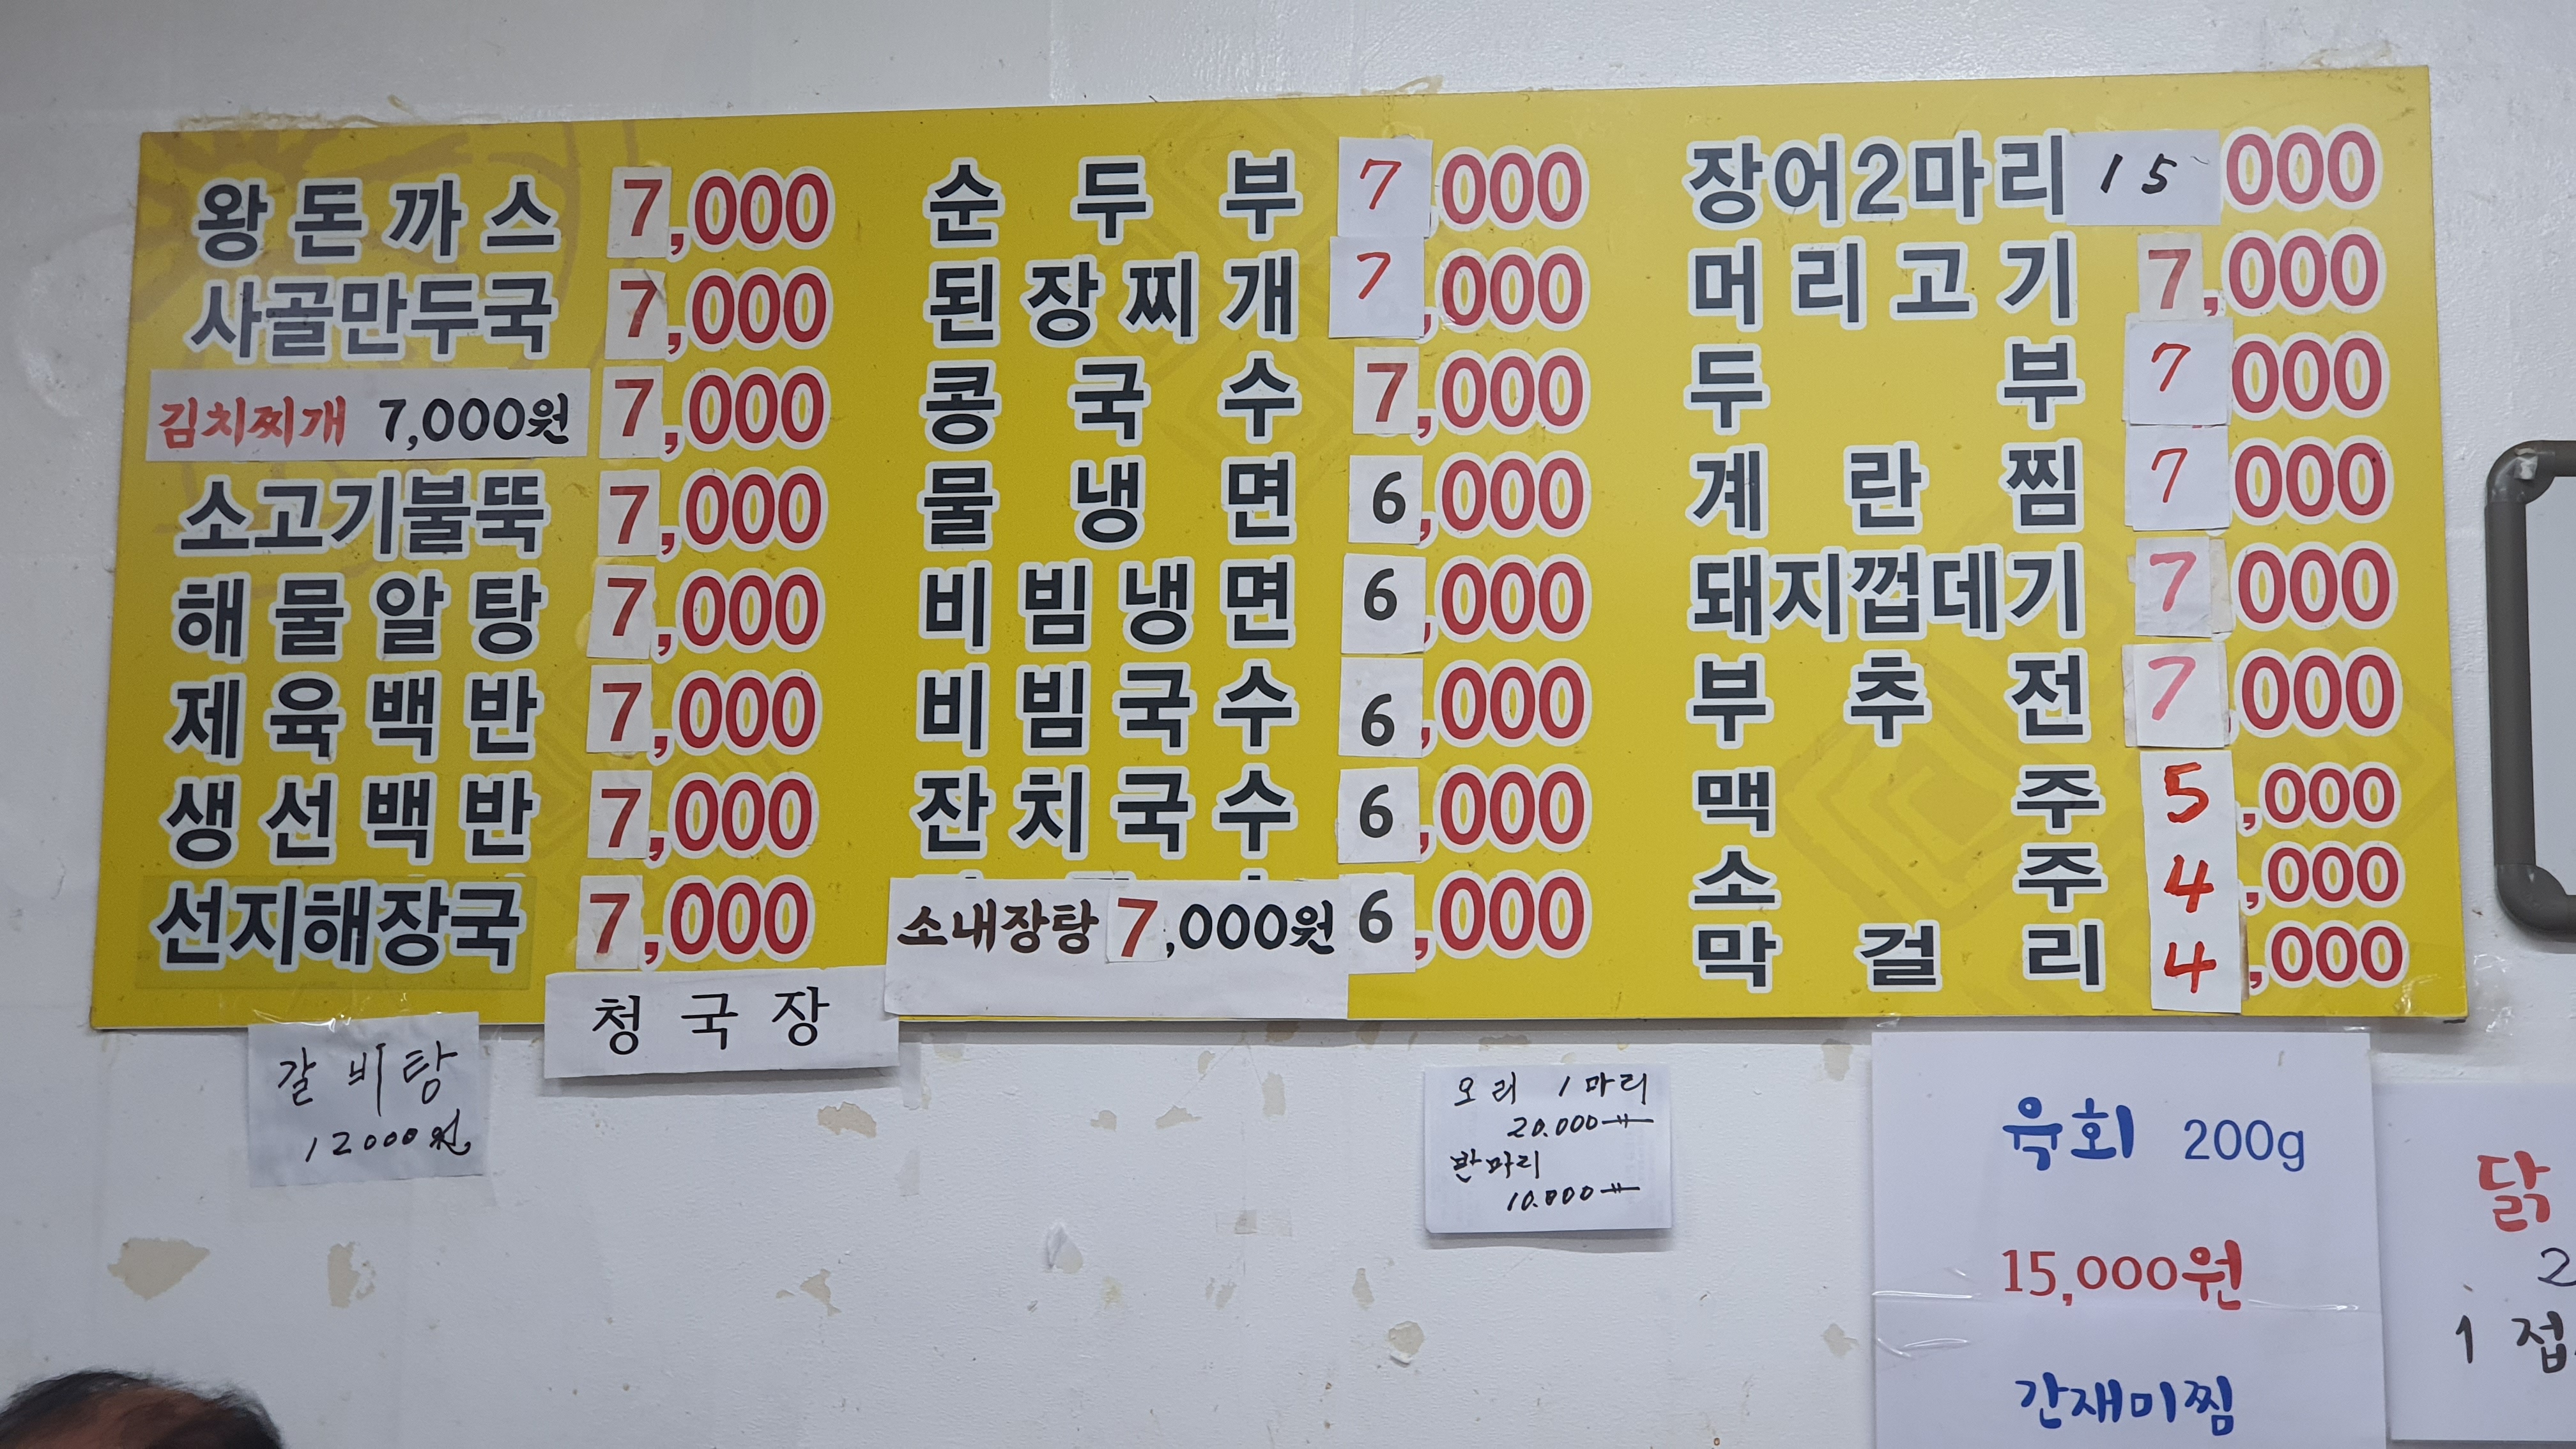 왕돈까스 7,000
사골만두국 7,000
김치찌개 7,000원 7,000
소고기불뚝 7,000
해물알탕 7,000
제육백반 7,000
생선백반 7,000
선지해장국 7,000
청국장
갈비탕
12000원
순두부 7,000
된장찌개 7,000
콩국수 7,000
물냉면 6,000
비빔냉면 6,000
비빔국수 6,000
잔치국수 6,000
소내장탕 7,000원 6,000
오리 1마리
20.000
반마리
10.000
장어2마리 15 000
머리고기 7,000
두부 7 000
계란찜 7 000
돼지껍데기 7 000
부추전 7 000
맥주 5,000
소주 4,000
막걸리 4,000
육회 200g
15,000원
간재미찜
닭
2
1 접